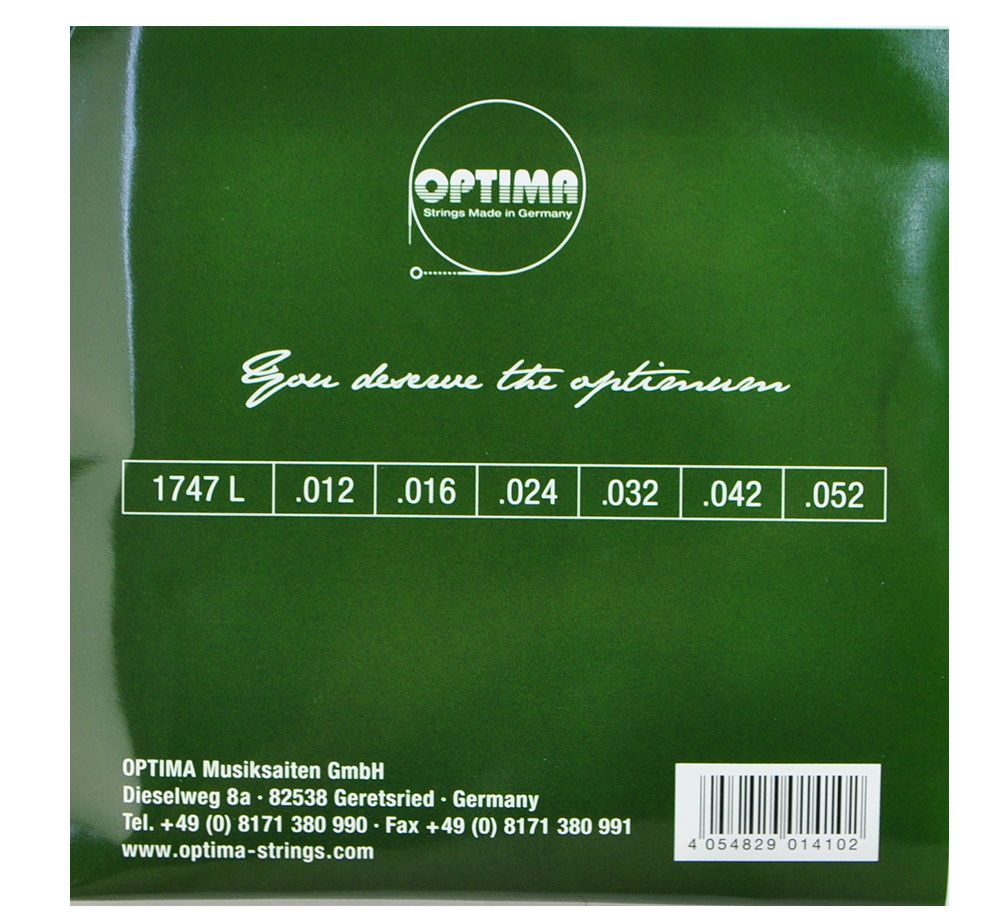 OPTIMA
Strings Made in Germany
You deserve the optimum
1747 L .012 .016 .024 .032 .042 .052
OPTIMA Musiksaiten GmbH
Dieselweg 8a · 82538 Geretsried · Germany
Tel. +49 (0) 8171 380 990 · Fax +49 (0) 8171 380 991
www.optima-strings.com
4 054829 014102